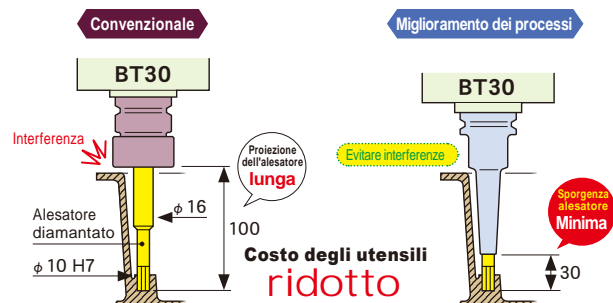 Convenzionale
Miglioramento dei processi
BT30
BT30
Interferenza
Proiezione
dell'alesatore
lunga
Evitare interferenze
φ 16
100
Alesatore
diamantato
φ 10 H7
Costo degli utensili
ridotto
Sporgenza
alesatore
Minima
30